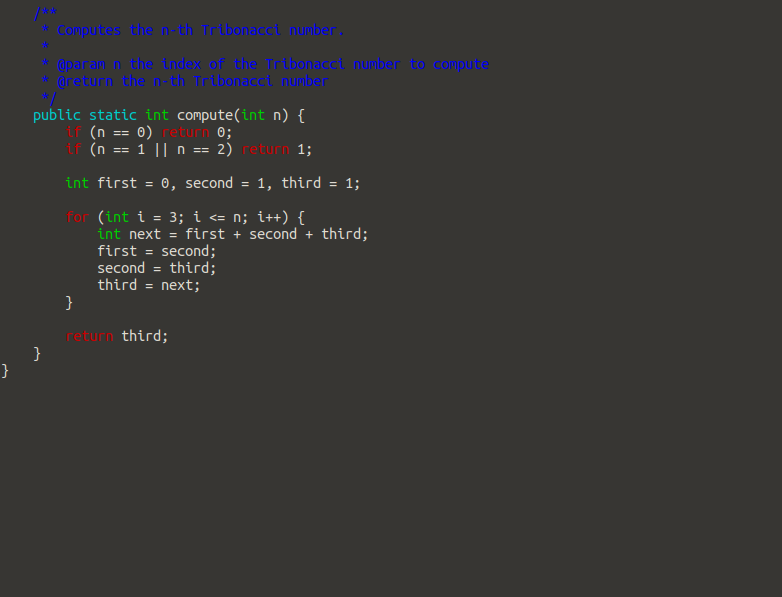 /**
     * Computes the n-th Tribonacci number.
     *
     * @param n the index of the Tribonacci number to compute
     * @return the n-th Tribonacci number
     */
    public static int compute(int n) {
        if (n == 0) return 0;
        if (n == 1 || n == 2) return 1;

        int first = 0, second = 1, third = 1;

        for (int i = 3; i <= n; i++) {
            int next = first + second + third;
            first = second;
            second = third;
            third = next;
        }

        return third;
    }
}